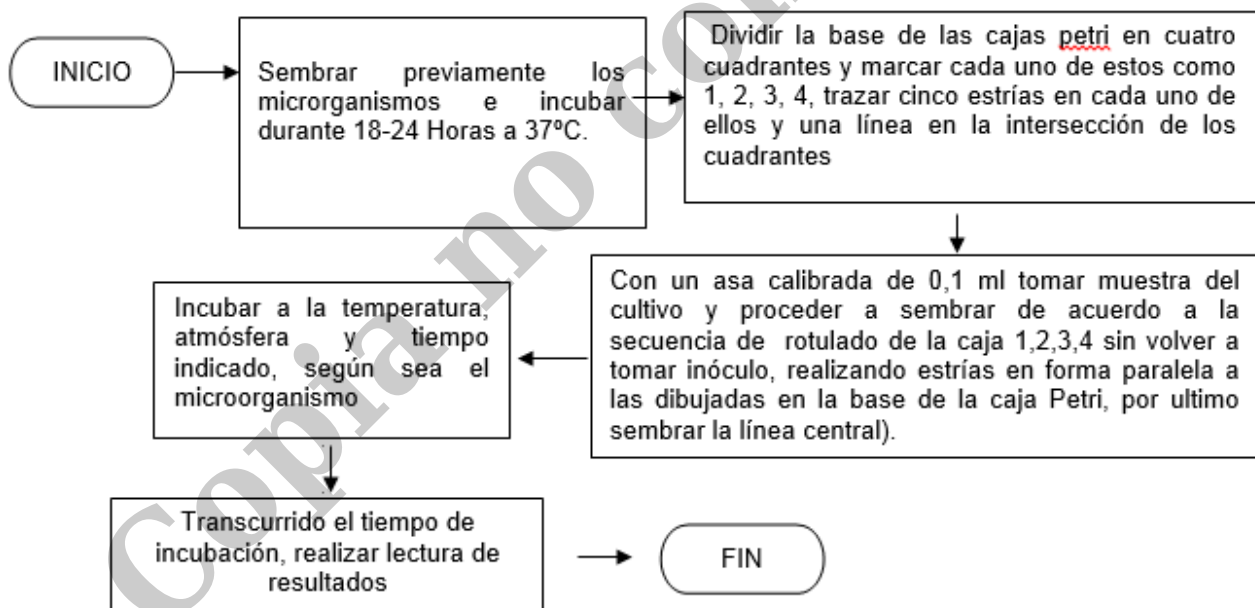 INICIO
Sembrar previamente los
microrganismos e incubar
durante 18-24 Horas a 37ºC.
Dividir la base de las cajas petri en cuatro
cuadrantes y marcar cada uno de estos como
1, 2, 3, 4, trazar cinco estrías en cada uno de
ellos y una línea en la intersección de los
cuadrantes
Con un asa calibrada de 0,1 ml tomar muestra del
cultivo y proceder a sembrar de acuerdo a la
secuencia de rotulado de la caja 1,2,3,4 sin volver a
tomar inóculo, realizando estrías en forma paralela a
las dibujadas en la base de la caja Petri, por ultimo
sembrar la línea central).
Incubar a la temperatura,
atmósfera y tiempo
indicado, según sea el
microorganismo
Transcurrido el tiempo de
incubación, realizar lectura de
resultados
FIN
Copia no co